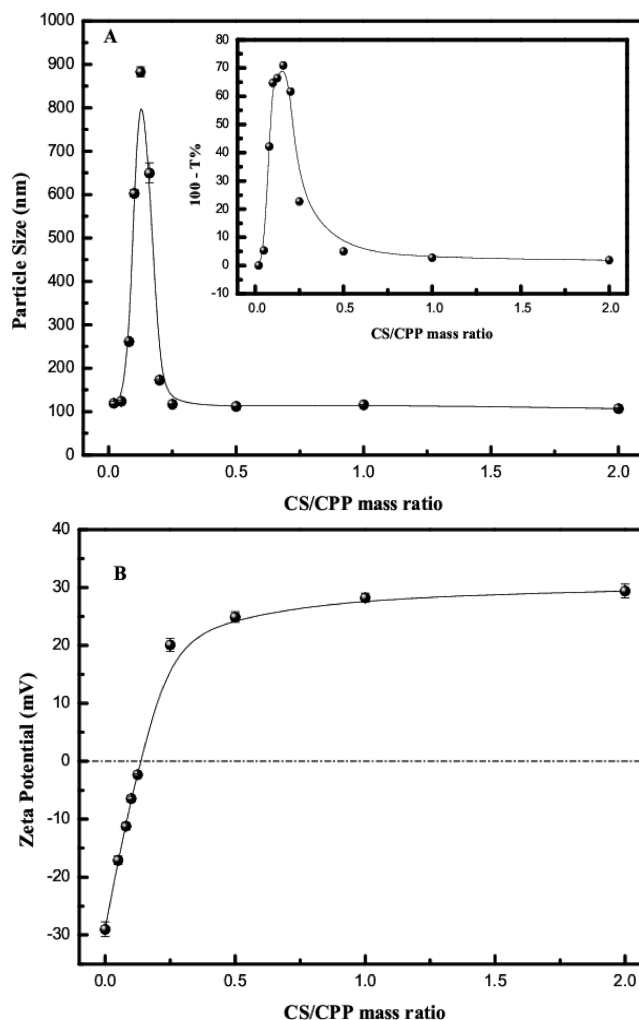 A
1000
900
800
700
600
500
400
300
200
100
0
Particle Size (nm)
0.0 0.5 1.0 1.5 2.0
CS/CPP mass ratio
80
70
60
50
40
30
20
10
0
-10
100 - T%
0.0 0.5 1.0 1.5 2.0
CS/CPP mass ratio
B
40
30
20
10
0
-10
-20
-30
Zeta Potential (mV)
0.0 0.5 1.0 1.5 2.0
CS/CPP mass ratio